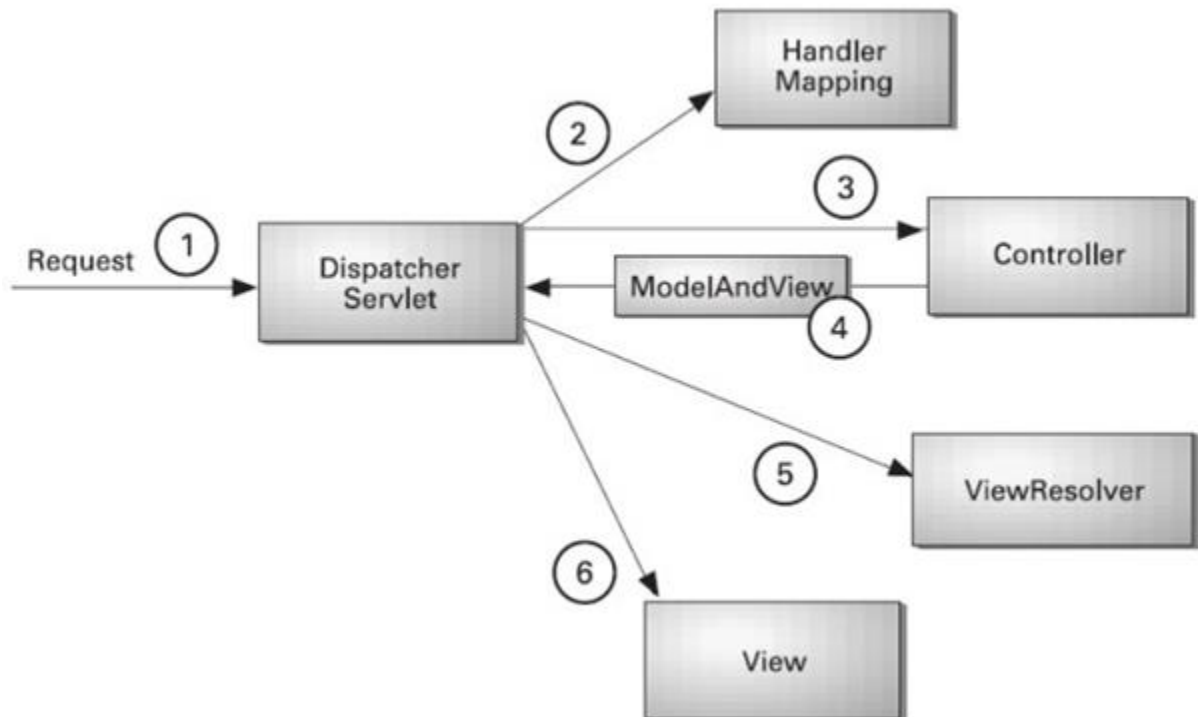 Handler
Mapping
2
3
1
Request
Dispatcher
Servlet
Controller
ModelAndView
4
5
ViewResolver
6
View